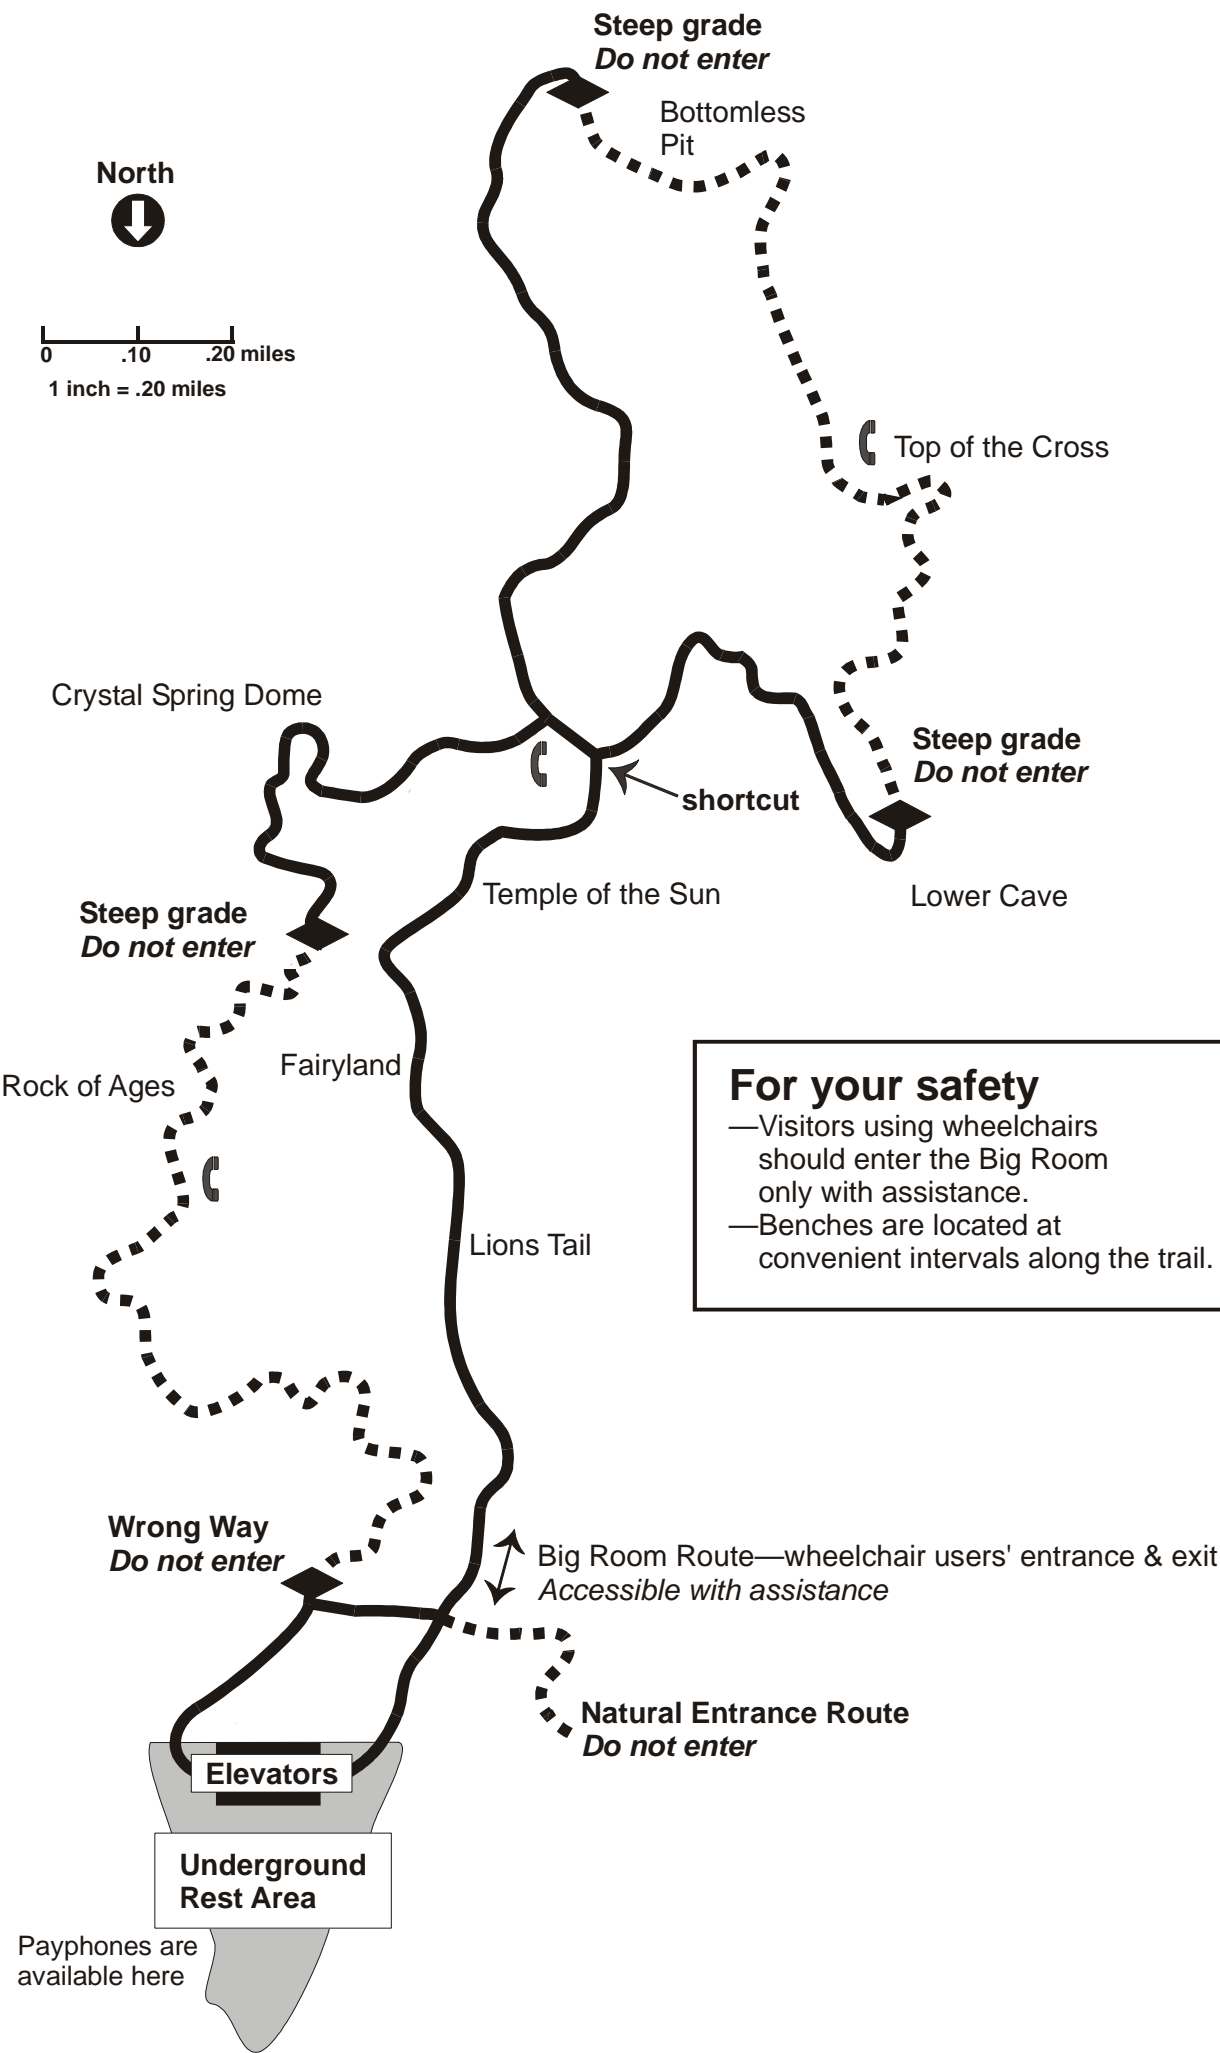 Steep grade
Do not enter
Bottomless
Pit
North
0 .10 .20 miles
1 inch = .20 miles
Top of the Cross
Crystal Spring Dome
Steep grade
Do not enter
shortcut
Temple of the Sun
Lower Cave
Steep grade
Do not enter
Fairyland
Rock of Ages
For your safety
—Visitors using wheelchairs
should enter the Big Room
only with assistance.
—Benches are located at
convenient intervals along the trail.
Lions Tail
Wrong Way
Do not enter
Big Room Route—wheelchair users' entrance & exit
Accessible with assistance
Natural Entrance Route
Do not enter
Elevators
Underground
Rest Area
Payphones are
available here